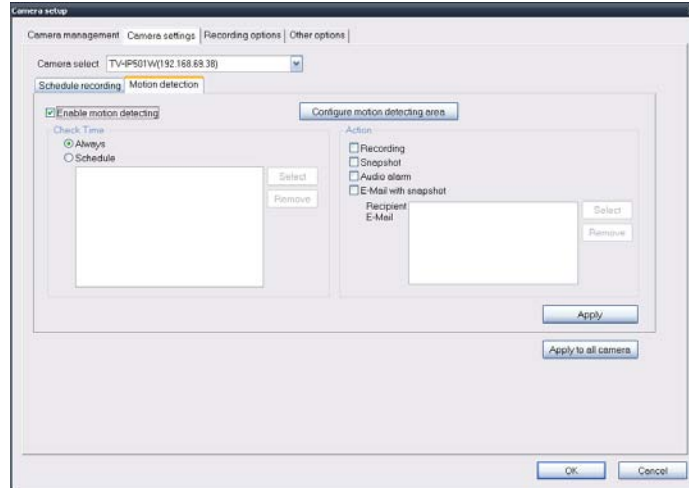 Camera setup
Camera management Camera settings Recording options Other options
Camera select TV-IP501W(192.168.69.38)
Schedule recording Motion detection
Enable motion detecting Configure motion detecting area
Check Time Action
Always Recording
Schedule Snapshot
Audio alarm
Select E-Mail with snapshot
Remove Recipient E-Mail Select
Remove
Apply
Apply to all camera
OK Cancel